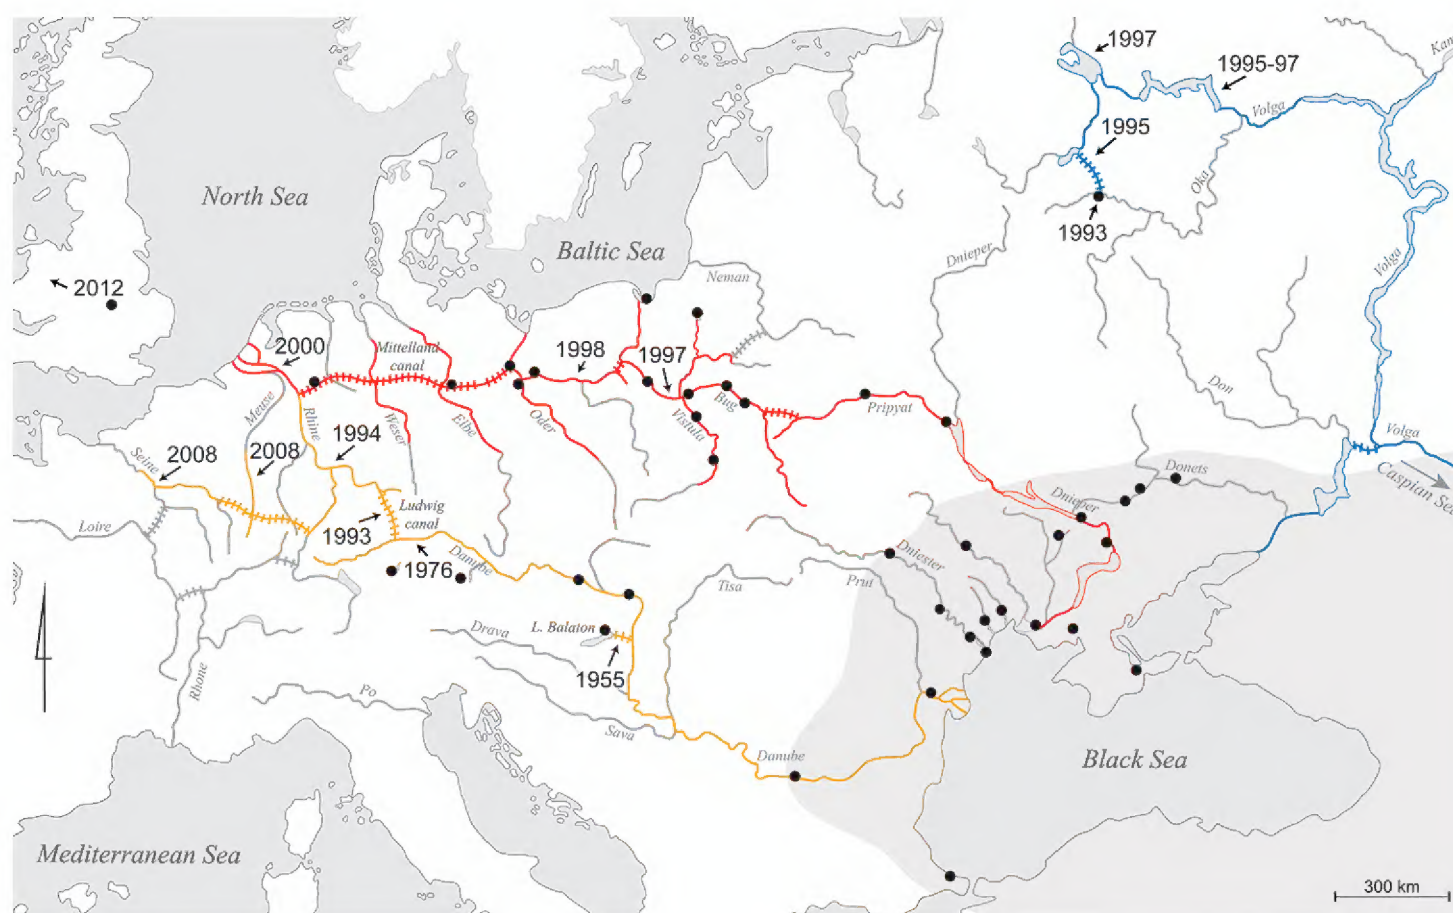 1997
1995-97
Kam
Volga
1995
Oka
North Sea
1993
Baltic Sea
Dnieper
Neman
Volga
2012
2000
Mittelland
canal
1998
1997
Meuse
Rhine
Weser
Elbe
Oder
Vistula
Bug
Pripyat
Don
Volga
Seine
2008
2008
1994
Donets
Caspian Sea
Loire
Ludwig
canal
1993
Dnieper
Danube
1976
Dniester
Tisa
Prut
Drava
L. Balaton
Rhone
Po
1955
Sava
Danube
Black Sea
Mediterranean Sea
300 km